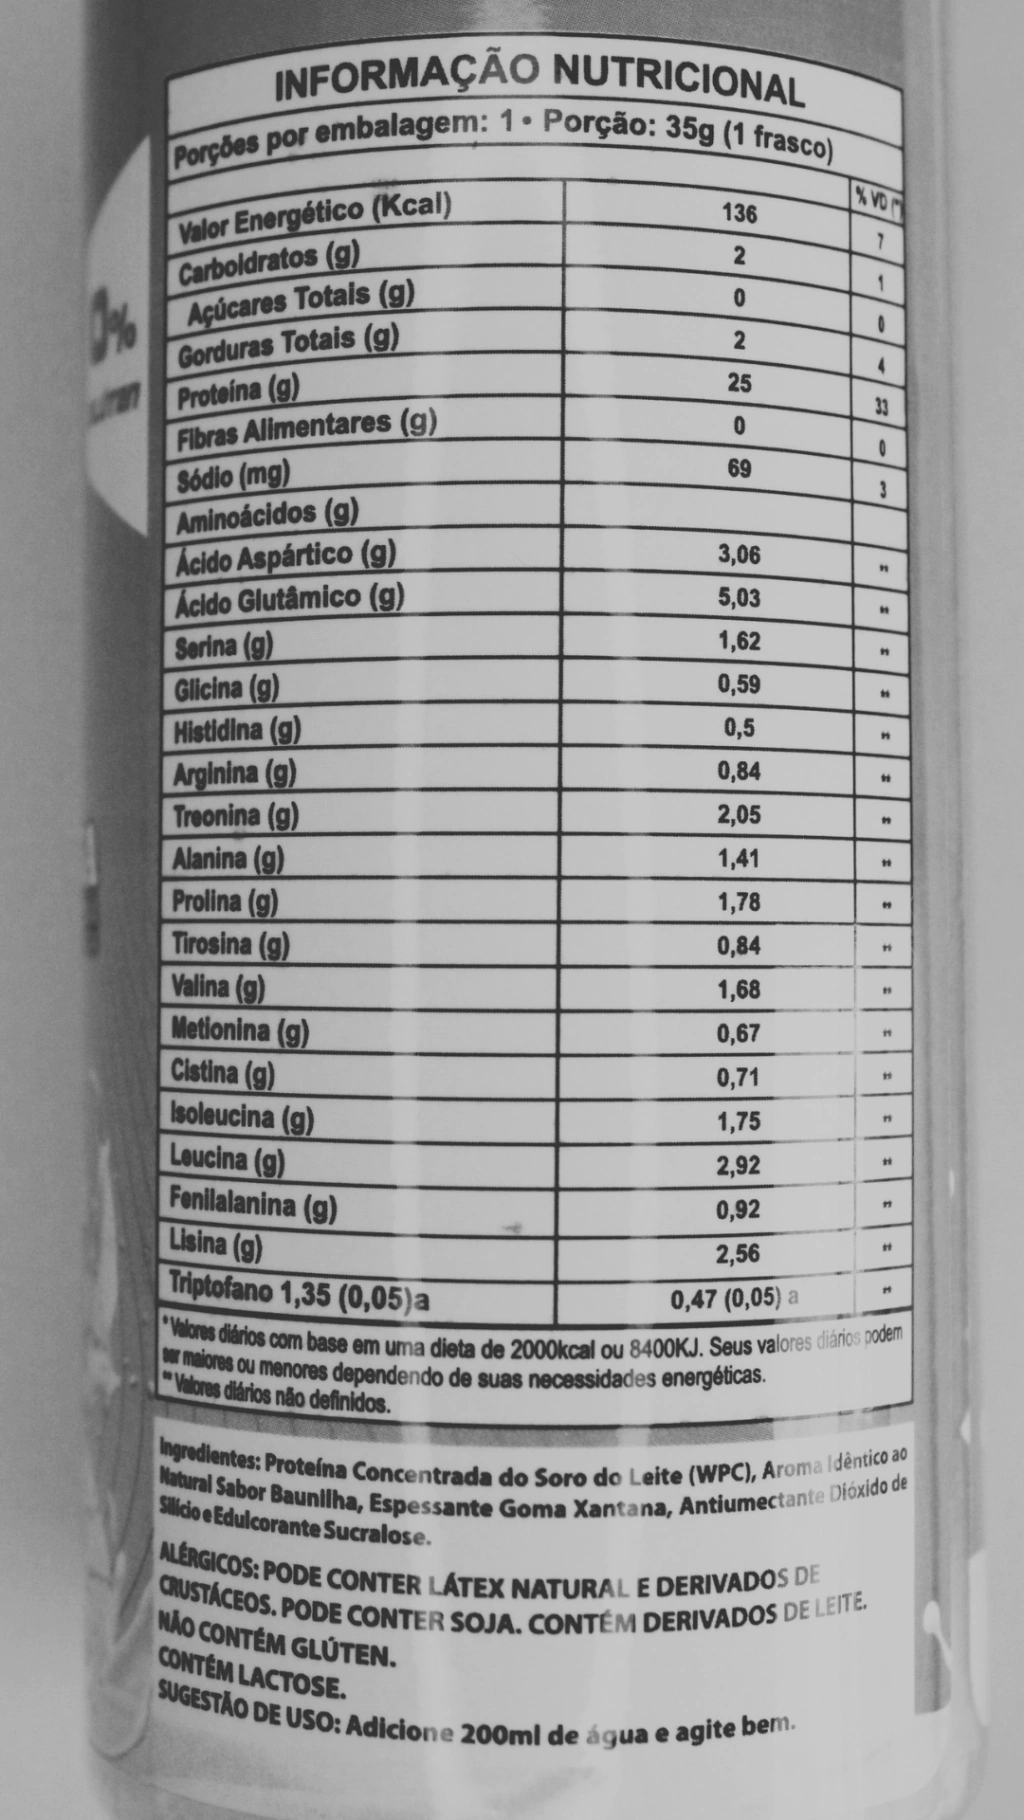 INFORMAÇÃO NUTRICIONAL
Porções por embalagem: 1 • Porção: 35g (1 frasco)
% VD (*)
Valor Energético (Kcal) 136 7
Carboidratos (g) 2 1
Açúcares Totais (g) 0 0
Gorduras Totais (g) 2 4
Proteína (g) 25 33
Fibras Alimentares (g) 0 0
Sódio (mg) 69 3
Aminoácidos (g)
Ácido Aspártico (g) 3,06 **
Ácido Glutâmico (g) 5,03 **
Serina (g) 1,62 **
Glicina (g) 0,59 **
Histidina (g) 0,5 **
Arginina (g) 0,84 **
Treonina (g) 2,05 **
Alanina (g) 1,41 **
Prolina (g) 1,78 **
Tirosina (g) 0,84 **
Valina (g) 1,68 **
Metionina (g) 0,67 **
Cistina (g) 0,71 **
Isoleucina (g) 1,75 **
Leucina (g) 2,92 **
Fenilalanina (g) 0,92 **
Lisina (g) 2,56 **
Triptofano 1,35 (0,05)a 0,47 (0,05) a **
* Valores diários com base em uma dieta de 2000kcal ou 8400KJ. Seus valores diários podem
ser maiores ou menores dependendo de suas necessidades energéticas.
** Valores diários não definidos.
Ingredientes: Proteína Concentrada do Soro do Leite (WPC), Aroma Idêntico ao
Natural Sabor Baunilha, Espessante Goma Xantana, Antiumectante Dióxido de
Silício e Edulcorante Sucralose.
ALÉRGICOS: PODE CONTER LÁTEX NATURAL E DERIVADOS DE
CRUSTÁCEOS. PODE CONTER SOJA. CONTÉM DERIVADOS DE LEITE.
NÃO CONTÉM GLÚTEN.
CONTÉM LACTOSE.
SUGESTÃO DE USO: Adicione 200ml de água e agite bem.